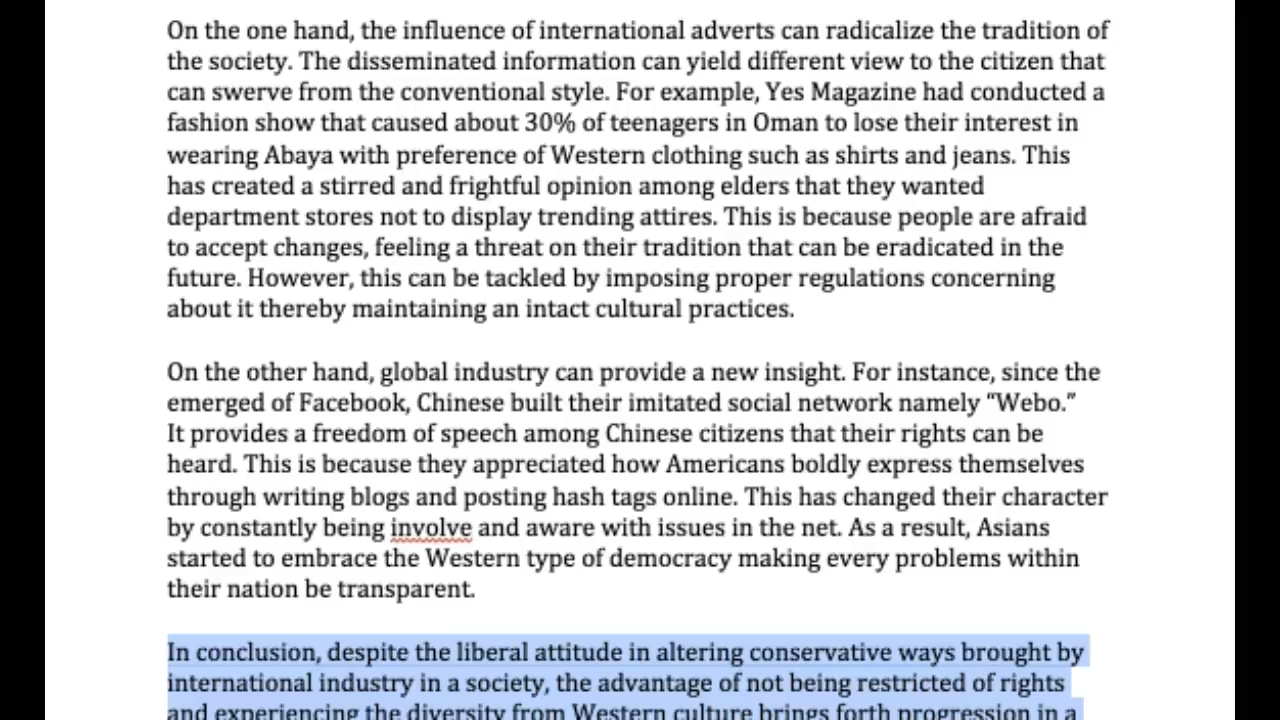 On the one hand, the influence of international adverts can radicalize the tradition of
the society. The disseminated information can yield different view to the citizen that
can swerve from the conventional style. For example, Yes Magazine had conducted a
fashion show that caused about 30% of teenagers in Oman to lose their interest in
wearing Abaya with preference of Western clothing such as shirts and jeans. This
has created a stirred and frightful opinion among elders that they wanted
department stores not to display trending attires. This is because people are afraid
to accept changes, feeling a threat on their tradition that can be eradicated in the
future. However, this can be tackled by imposing proper regulations concerning
about it thereby maintaining an intact cultural practices.
On the other hand, global industry can provide a new insight. For instance, since the
emerged of Facebook, Chinese built their imitated social network namely “Webo.”
It provides a freedom of speech among Chinese citizens that their rights can be
heard. This is because they appreciated how Americans boldly express themselves
through writing blogs and posting hash tags online. This has changed their character
by constantly being involve and aware with issues in the net. As a result, Asians
started to embrace the Western type of democracy making every problems within
their nation be transparent.
In conclusion, despite the liberal attitude in altering conservative ways brought by
international industry in a society, the advantage of not being restricted of rights
and experiencing the diversity from Western culture brings forth progression in a